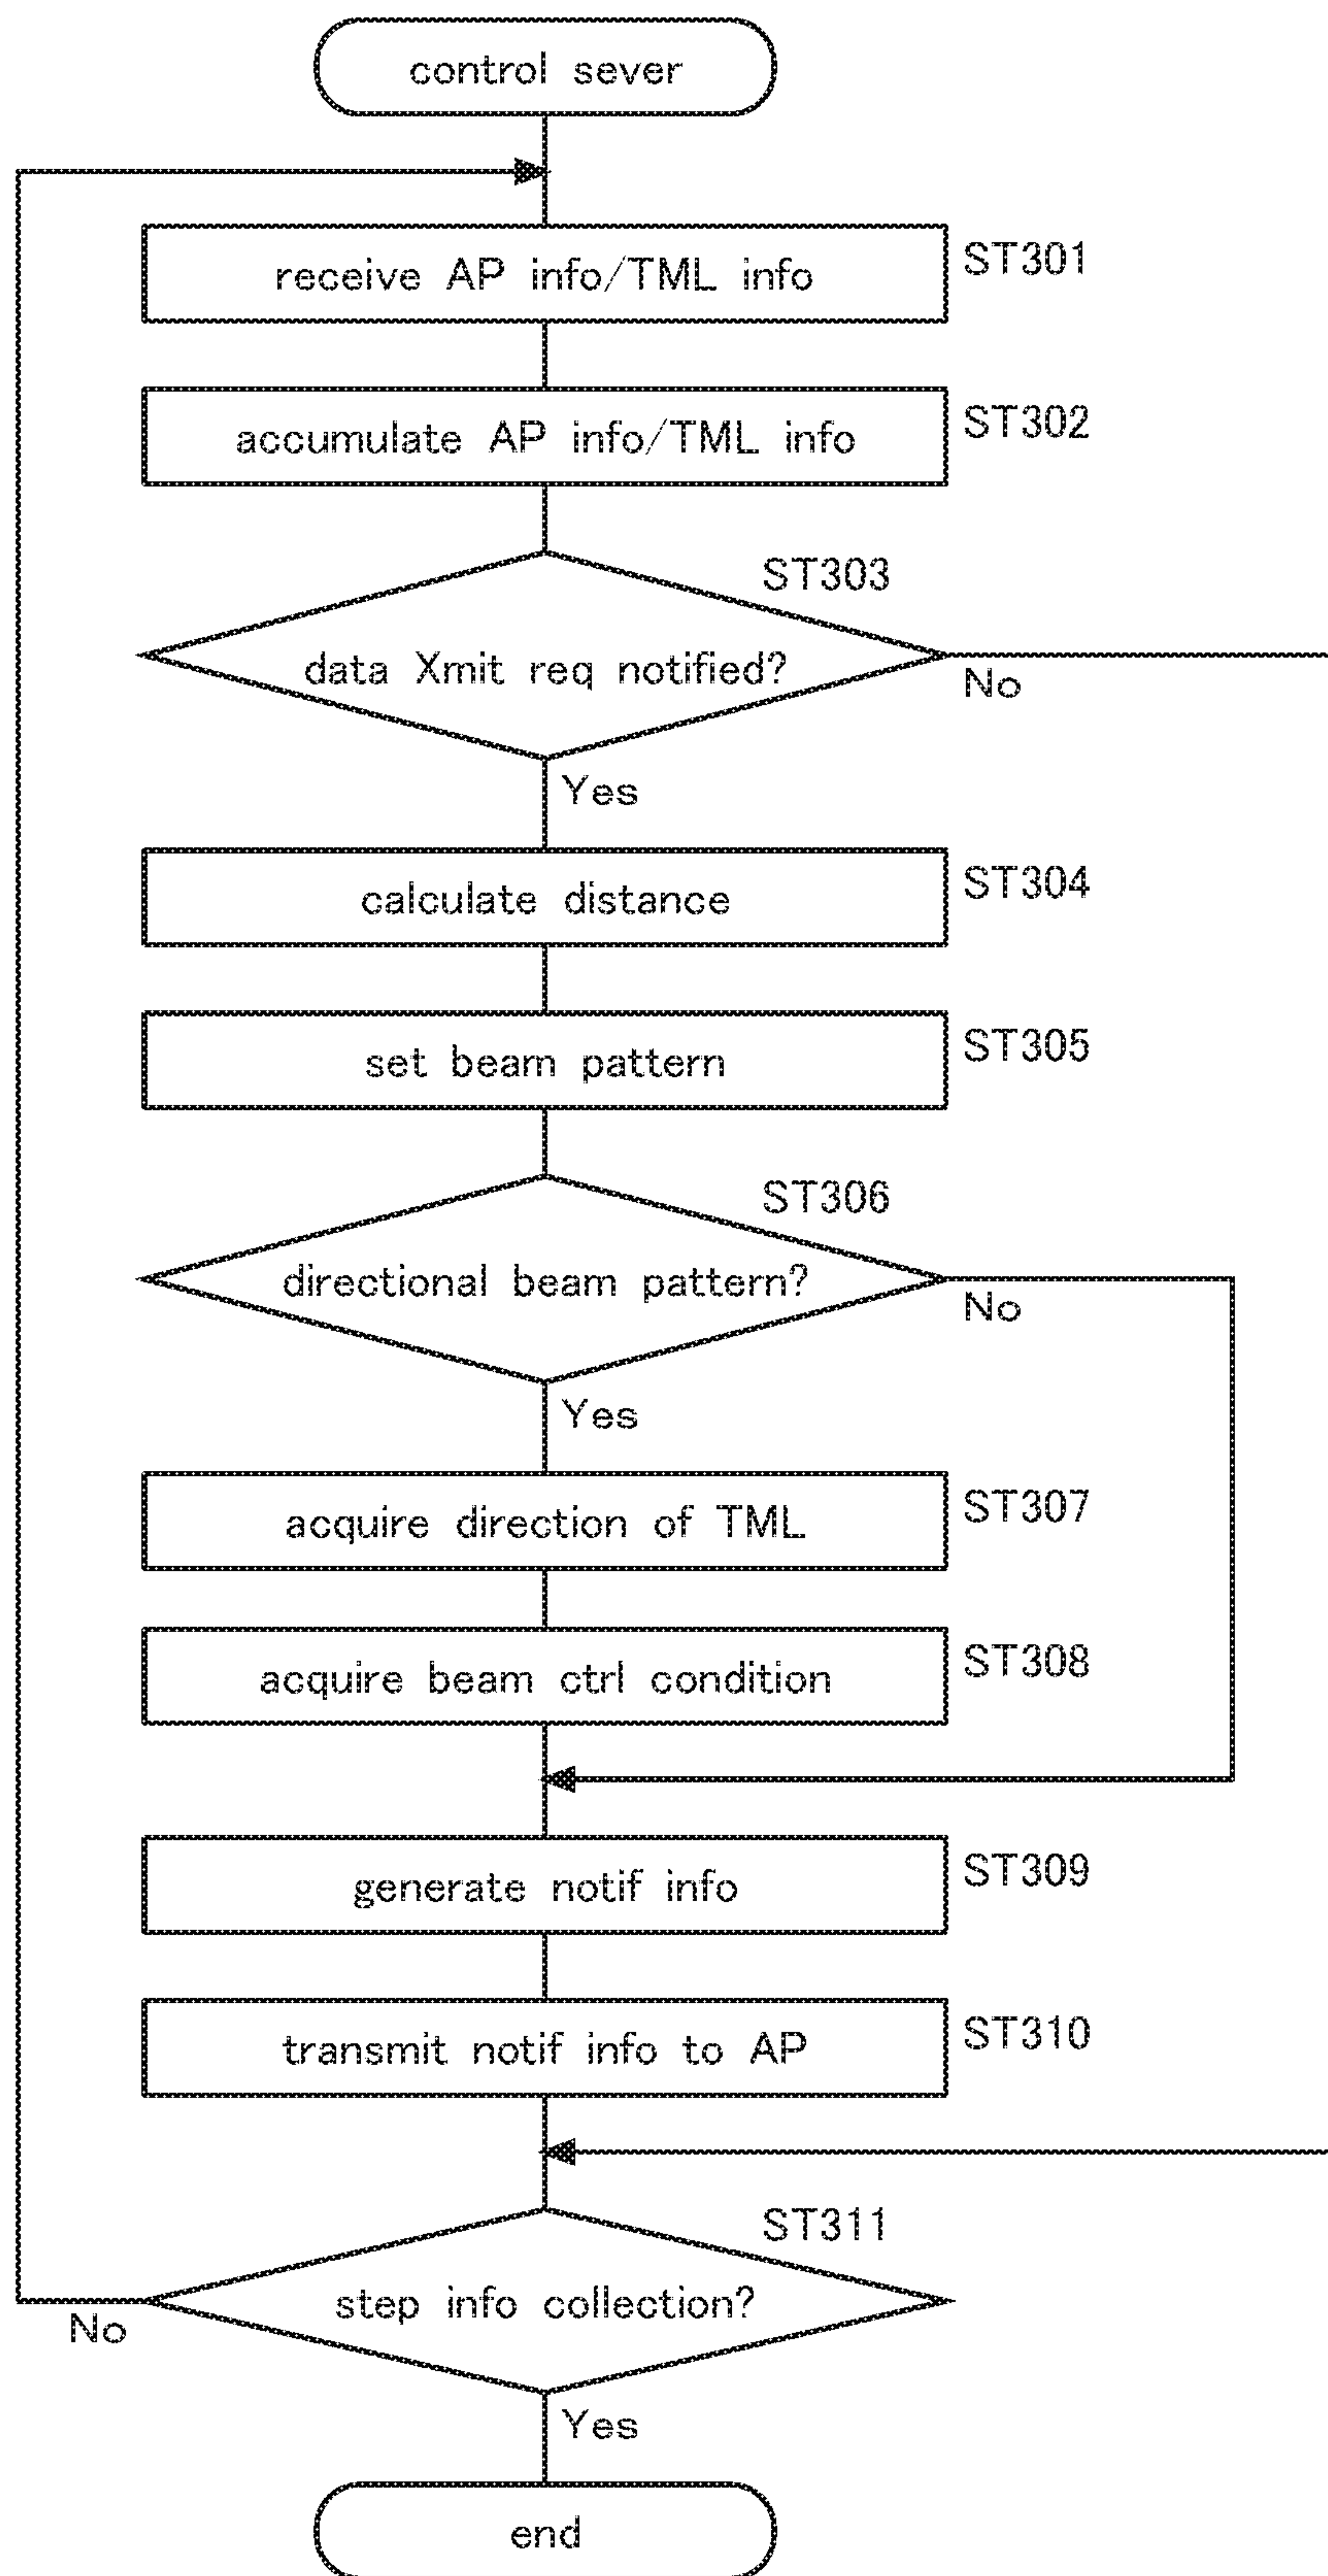 control sever
receive AP info/TML info
ST301
accumulate AP info/TML info
ST302
ST303
data Xmit req notified?
No
Yes
calculate distance
ST304
set beam pattern
ST305
ST306
directional beam pattern?
No
Yes
acquire direction of TML
ST307
acquire beam ctrl condition
ST308
generate notif info
ST309
transmit notif info to AP
ST310
ST311
step info collection?
No
Yes
end